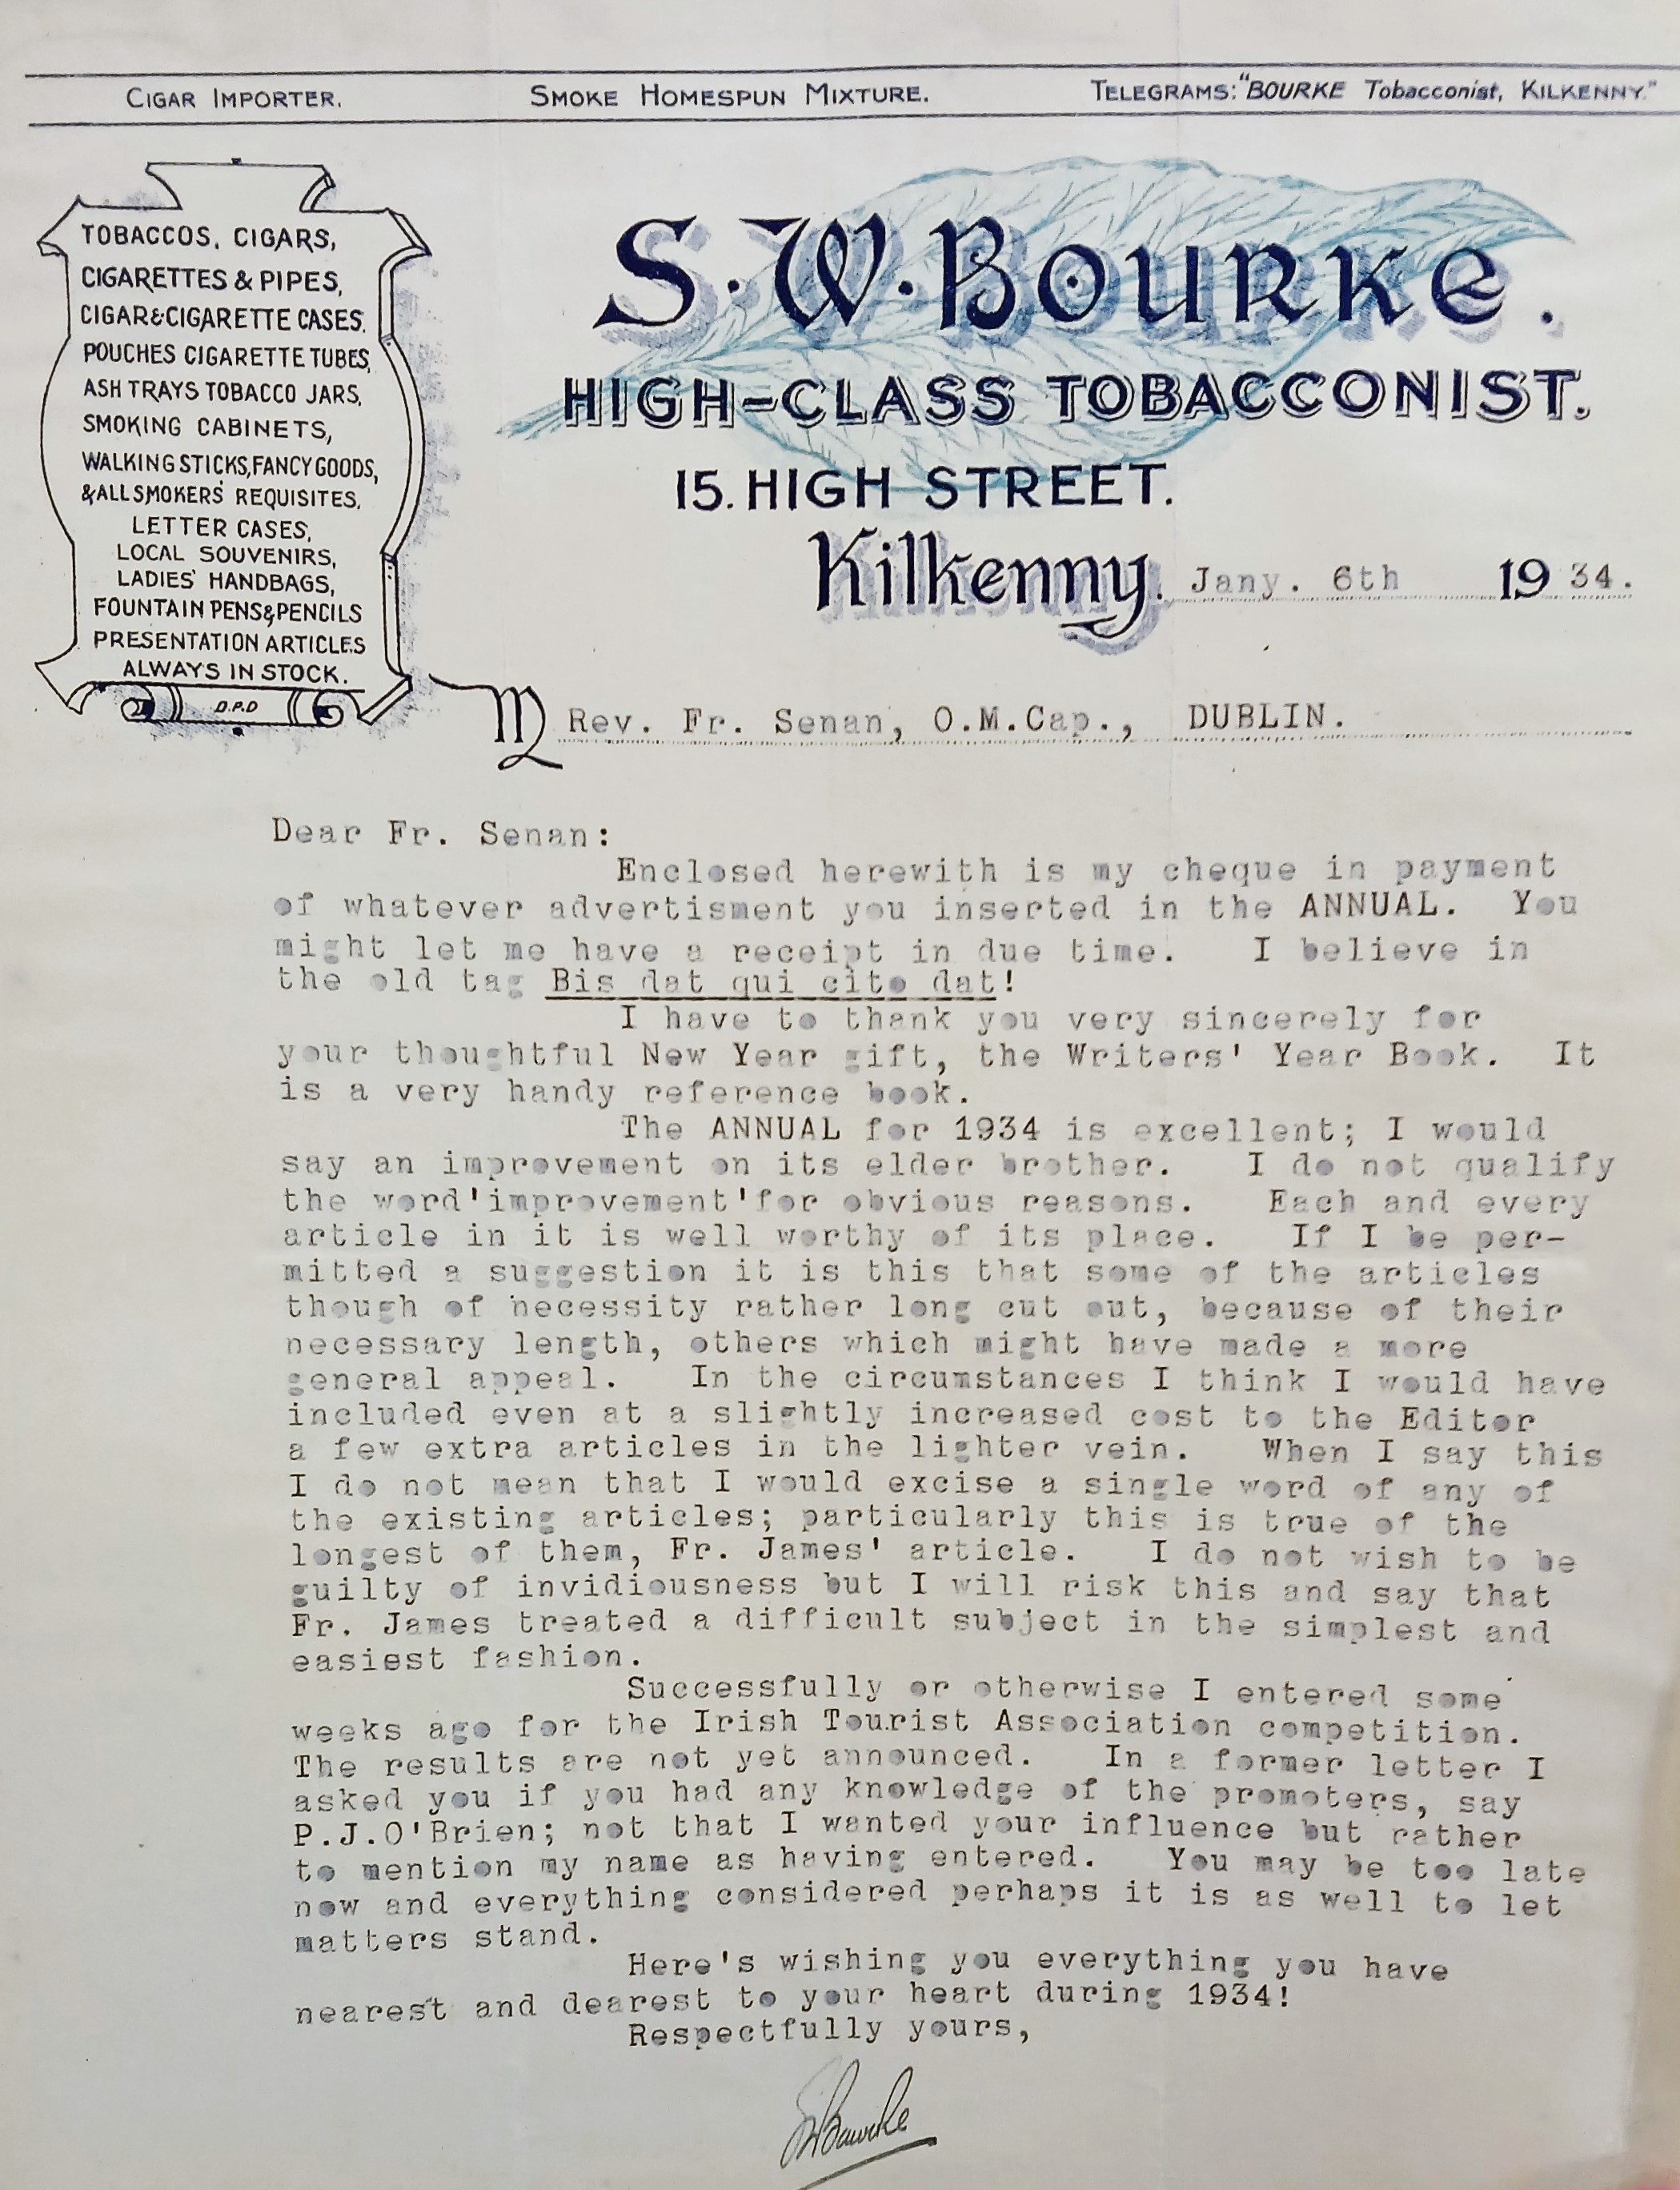 CIGAR IMPORTER. SMOKE HOMESPUN MIXTURE. TELEGRAMS: "BOURKE Tobacconist, KILKENNY."
TOBACCOS, CIGARS,
CIGARETTES & PIPES,
CIGAR & CIGARETTE CASES.
POUCHES CIGARETTE TUBES,
ASH TRAYS TOBACCO JARS,
SMOKING CABINETS,
WALKING STICKS, FANCY GOODS,
& ALL SMOKERS' REQUISITES,
LETTER CASES,
LOCAL SOUVENIRS,
LADIES' HANDBAGS,
FOUNTAIN PENS & PENCILS
PRESENTATION ARTICLES
ALWAYS IN STOCK.
D.P.D
S. W. BOURKE.
HIGH-CLASS TOBACCONIST.
15. HIGH STREET.
Kilkenny. Jany. 6th 1934.
M Rev. Fr. Senan, O.M.Cap., DUBLIN.
Dear Fr. Senan:
Enclosed herewith is my cheque in payment
of whatever advertisment you inserted in the ANNUAL. You
might let me have a receipt in due time. I believe in
the old tag Bis dat qui cito dat!
I have to thank you very sincerely for
your thoughtful New Year gift, the Writers' Year Book. It
is a very handy reference book.
The ANNUAL for 1934 is excellent; I would
say an improvement on its elder brother. I do not qualify
the word'improvement'for obvious reasons. Each and every
article in it is well worthy of its place. If I be per-
mitted a suggestion it is this that some of the articles
though of necessity rather long cut out, because of their
necessary length, others which might have made a more
general appeal. In the circumstances I think I would have
included even at a slightly increased cost to the Editor
a few extra articles in the lighter vein. When I say this
I do not mean that I would excise a single word of any of
the existing articles; particularly this is true of the
longest of them, Fr. James' article. I do not wish to be
guilty of invidiousness but I will risk this and say that
Fr. James treated a difficult subject in the simplest and
easiest fashion.
Successfully or otherwise I entered some
weeks ago for the Irish Tourist Association competition.
The results are not yet announced. In a former letter I
asked you if you had any knowledge of the promoters, say
P.J.O'Brien; not that I wanted your influence but rather
to mention my name as having entered. You may be too late
now and everything considered perhaps it is as well to let
matters stand.
Here's wishing you everything you have
nearest and dearest to your heart during 1934!
Respectfully yours,
SWBourke